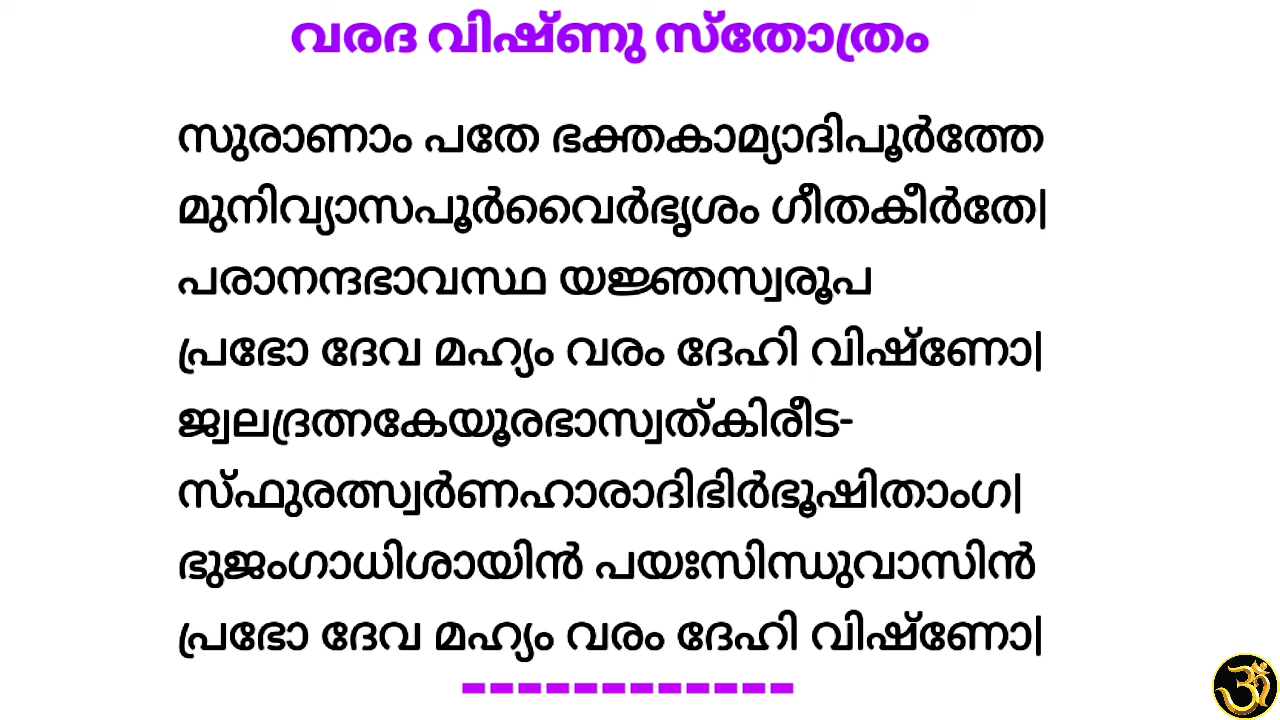 വരദ വിഷ്ണു സ്തോത്രം
സുരാണാം പതേ ഭക്തകാമ്യാദിപൂർത്തേ
മുനിവ്യാസപൂർവൈർഭൃശം ഗീതകീർതേ|
പരാനന്ദഭാവസ്ഥ യജ്ഞസ്വരൂപ
പ്രഭോ ദേവ മഹ്യം വരം ദേഹി വിഷ്ണോ|
ജ്വലദ്രത്നകേയൂരഭാസ്വത്കിരീട-
സ്ഫുരത്സ്വർണഹാരാദിഭിർഭൂഷിതാംഗ|
ഭുജംഗാധിശായിൻ പയഃസിന്ധുവാസിൻ
പ്രഭോ ദേവ മഹ്യം വരം ദേഹി വിഷ്ണോ|
------------
ॐ